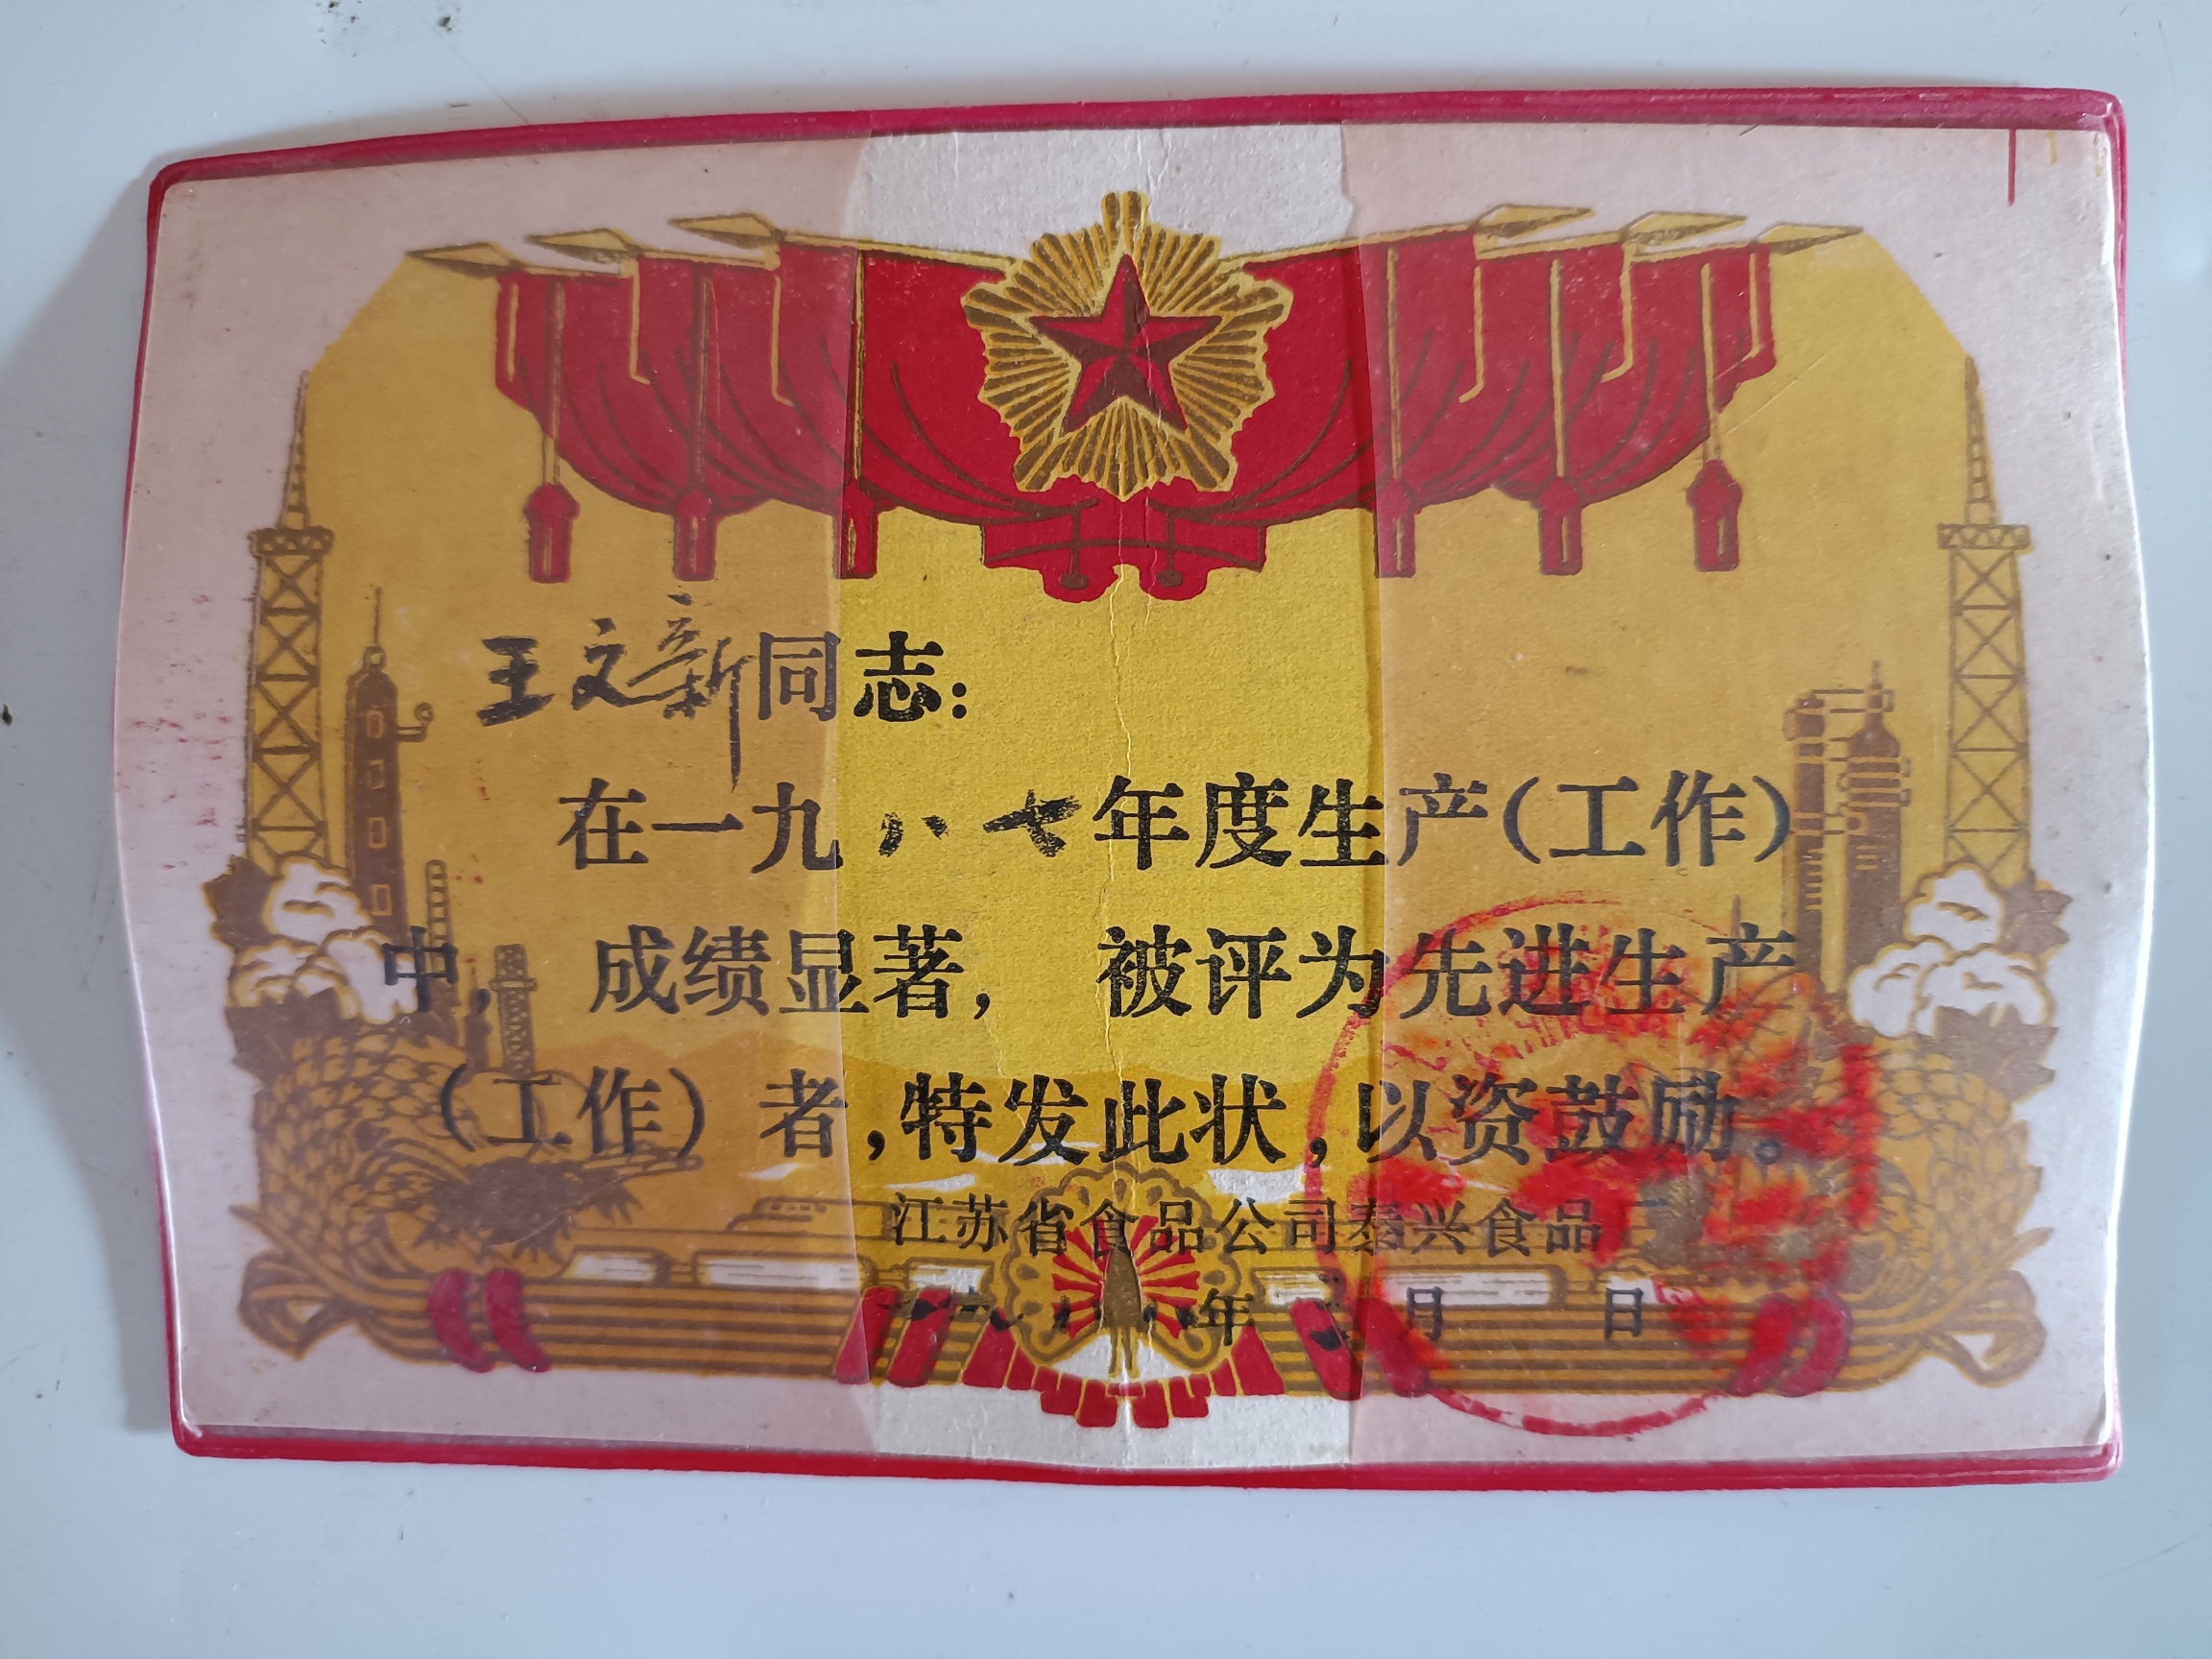 王文新同志：
在一九八七年度生产（工作）
中，成绩显著，被评为先进生产
（工作）者，特发此状，以资鼓励。
江苏省食品公司泰兴食品
年 月 日